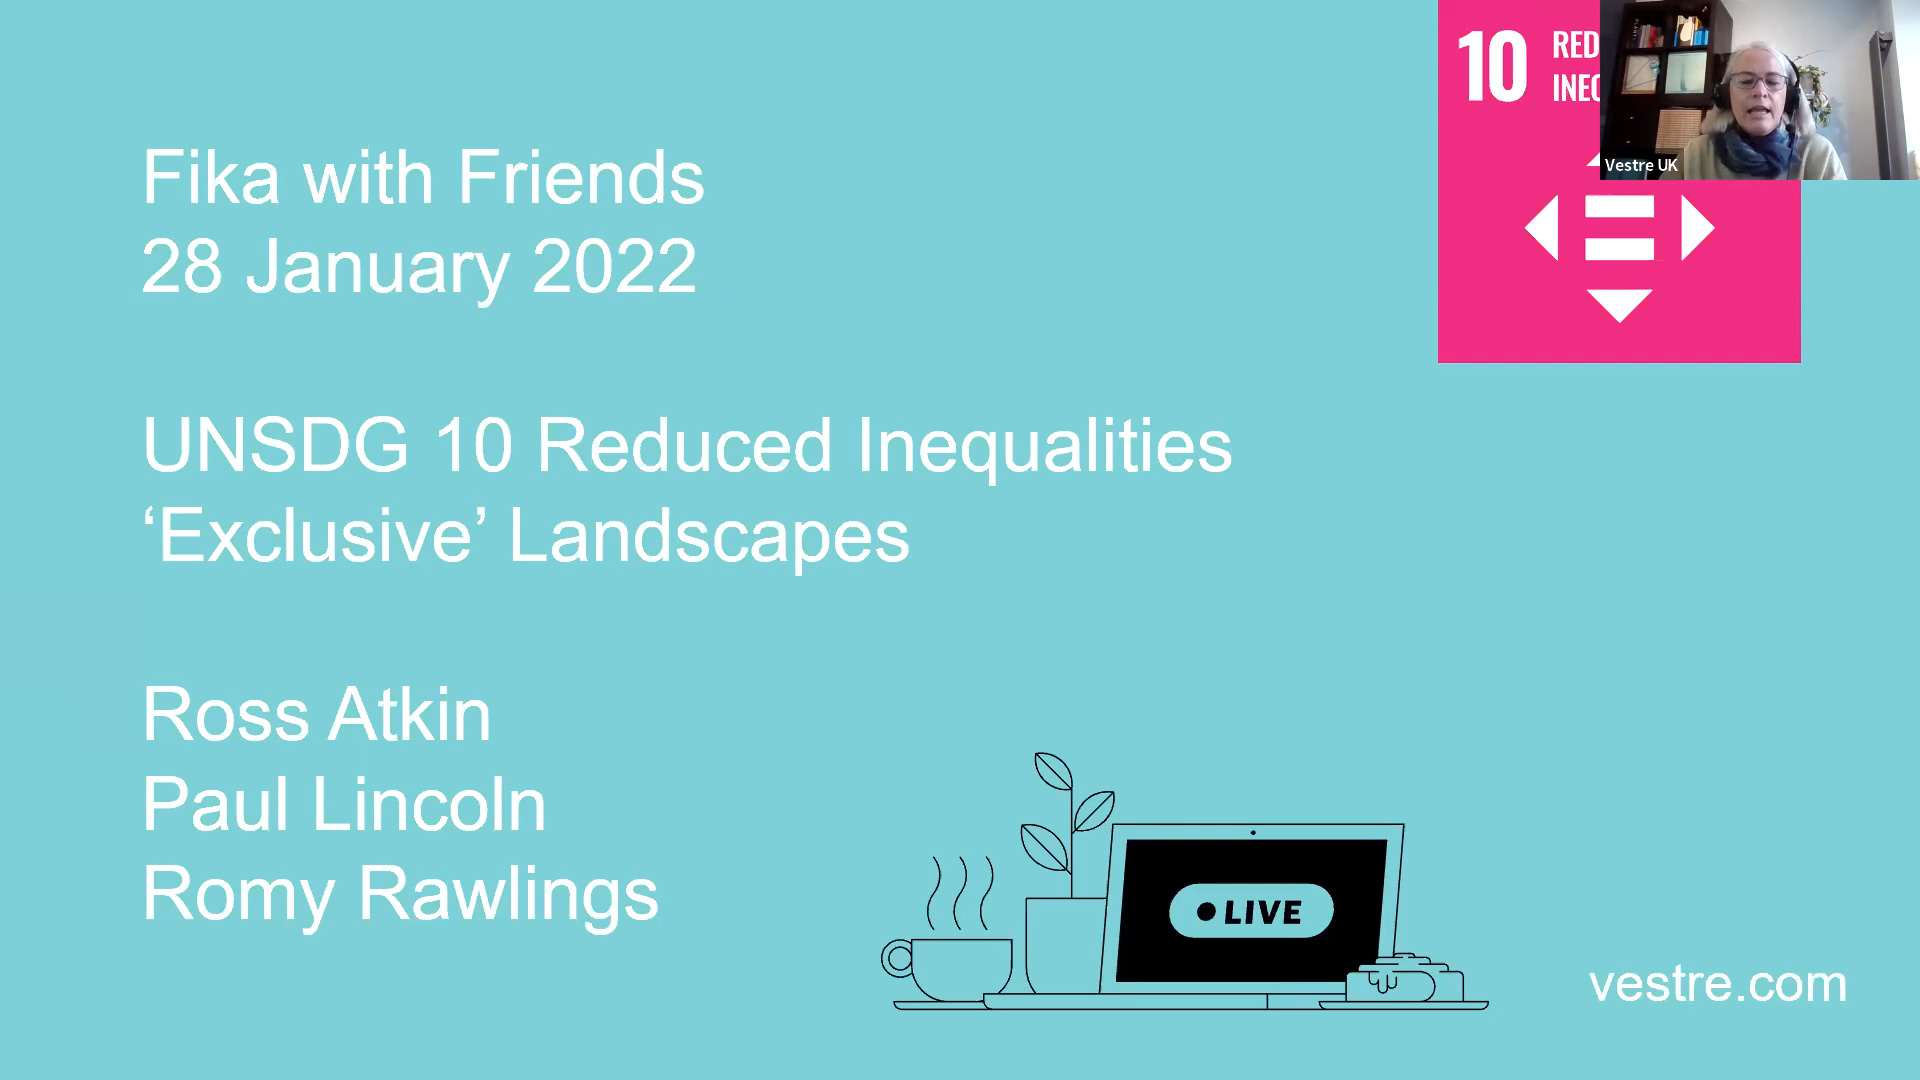 Fika with Friends
28 January 2022
UNSDG 10 Reduced Inequalities
‘Exclusive’ Landscapes
Ross Atkin
Paul Lincoln
Romy Rawlings
10
Vestre UK
LIVE
vestre.com